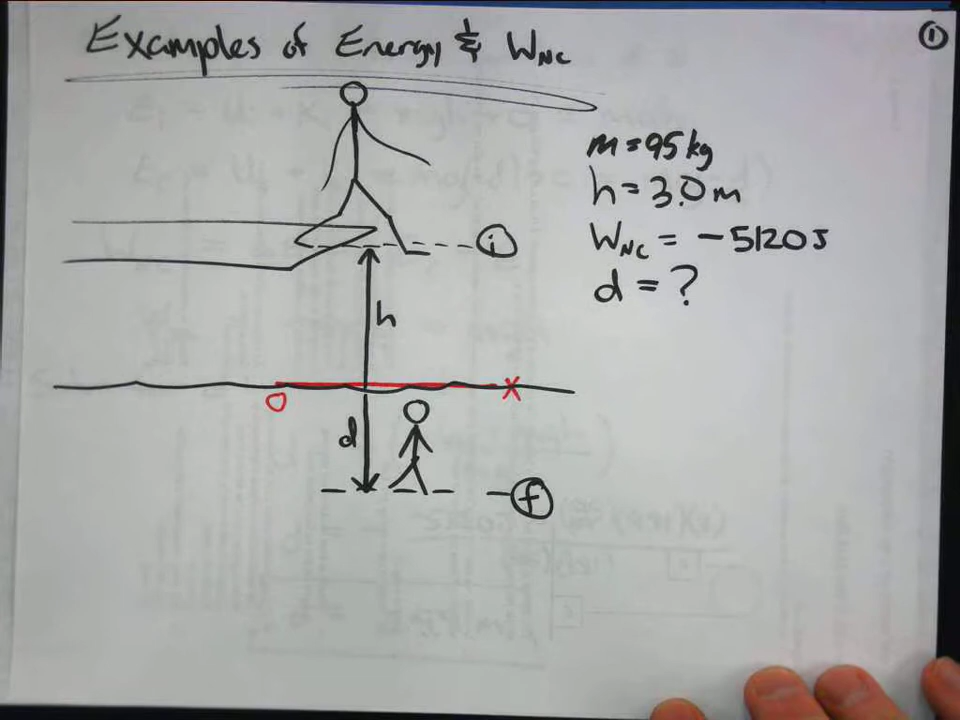 Examples of Energy & W_NC
①
m = 95 kg
h = 3.0 m
W_NC = -5120 J
d = ?
i
h
O
x
d
f